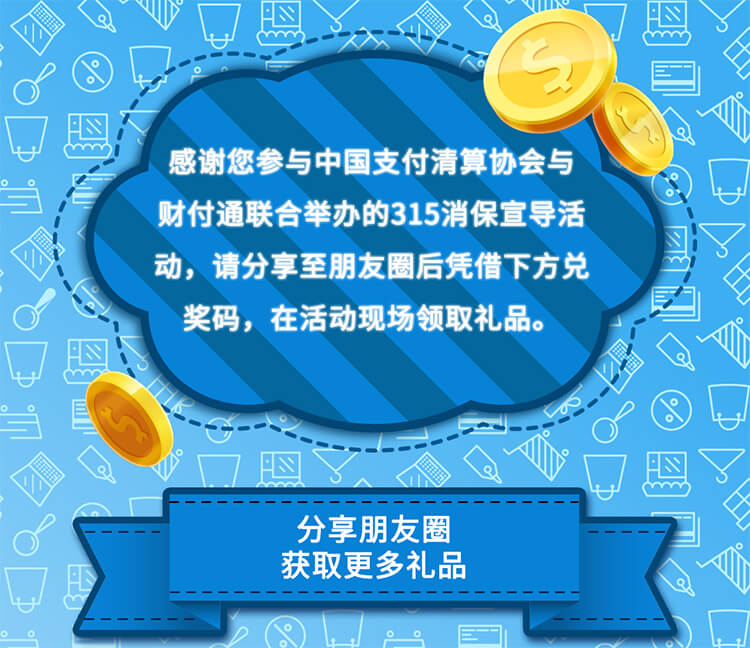 感谢您参与中国支付清算协会与
财付通联合举办的315消保宣导活
动，请分享至朋友圈后凭借下方兑
奖码，在活动现场领取礼品。
分享朋友圈
获取更多礼品